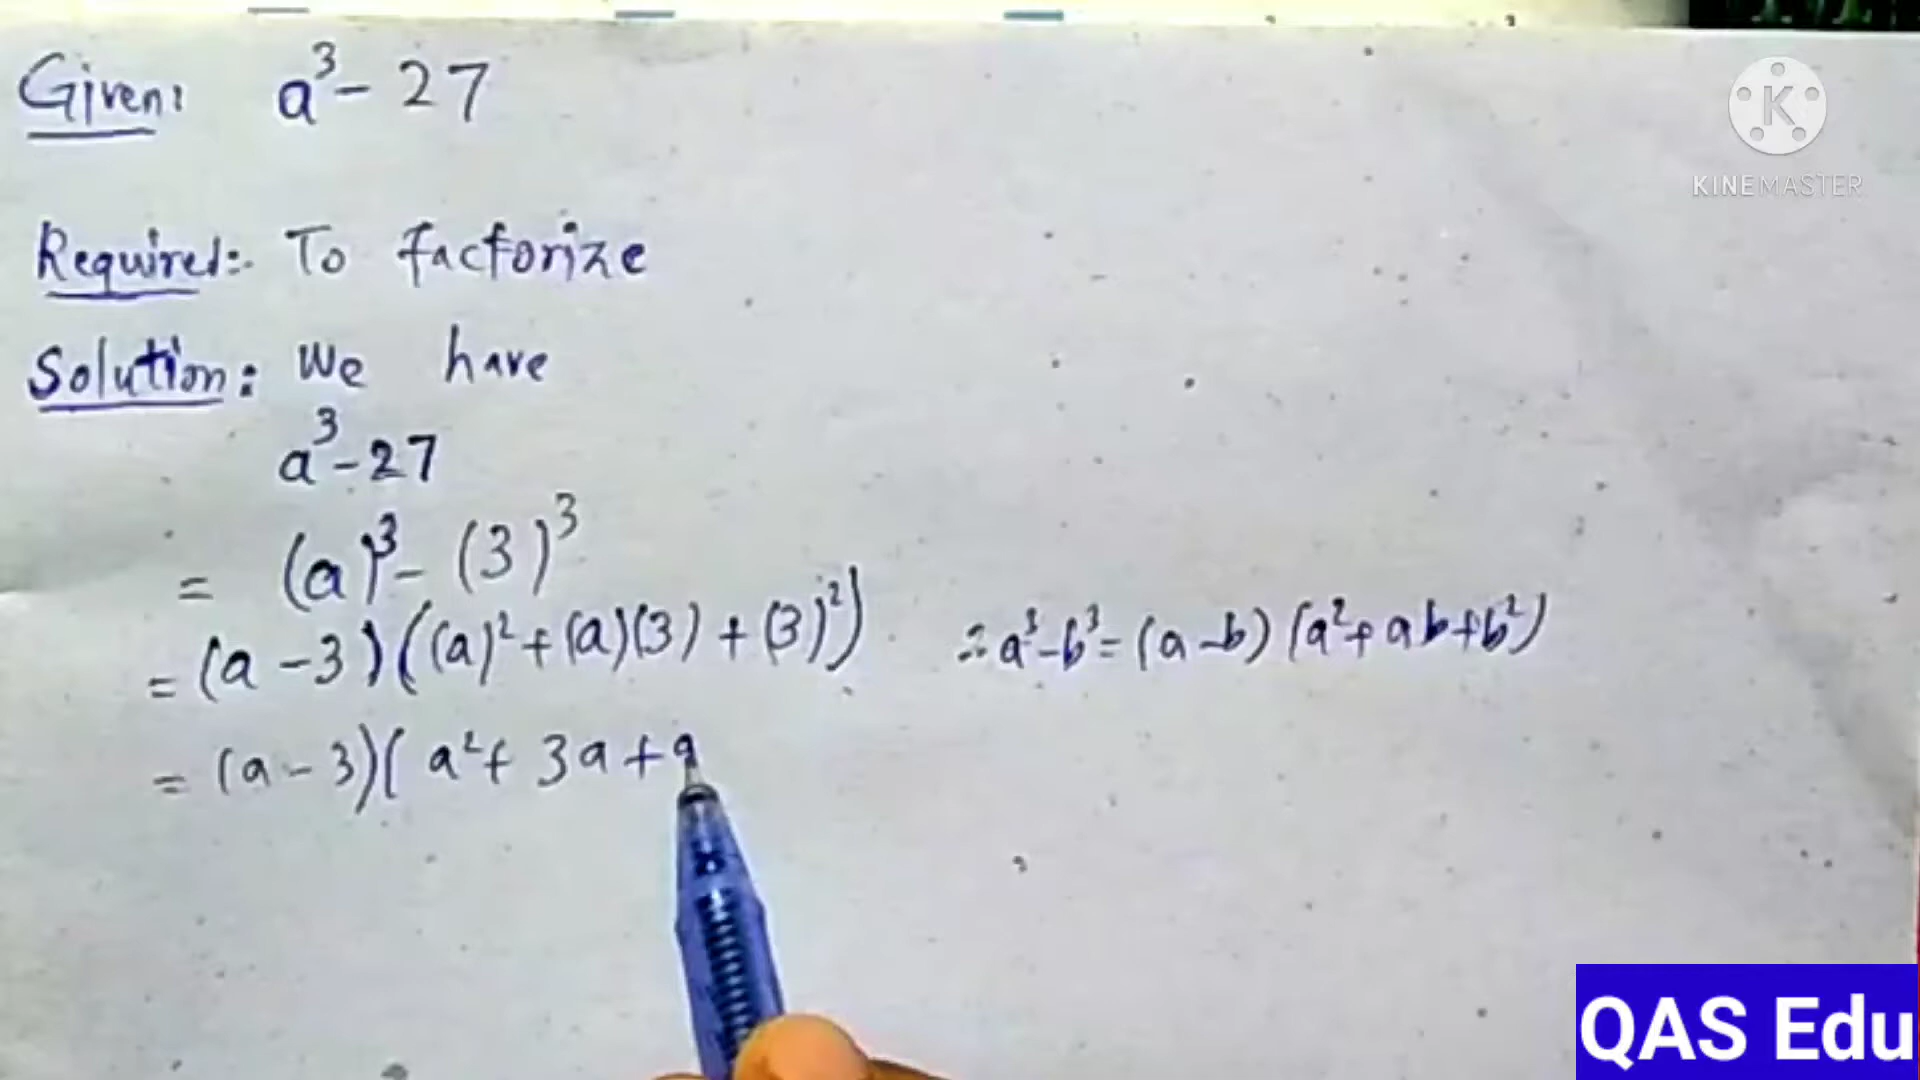 Given: a³ - 27
KINEMASTER
Required:- To factorize
Solution: We have
a³ - 27
= (a)³ - (3)³
= (a - 3)((a)² + (a)(3) + (3)²) ∴ a³ - b³ = (a - b)(a² + ab + b²)
= (a - 3)(a² + 3a + 9
QAS Edu